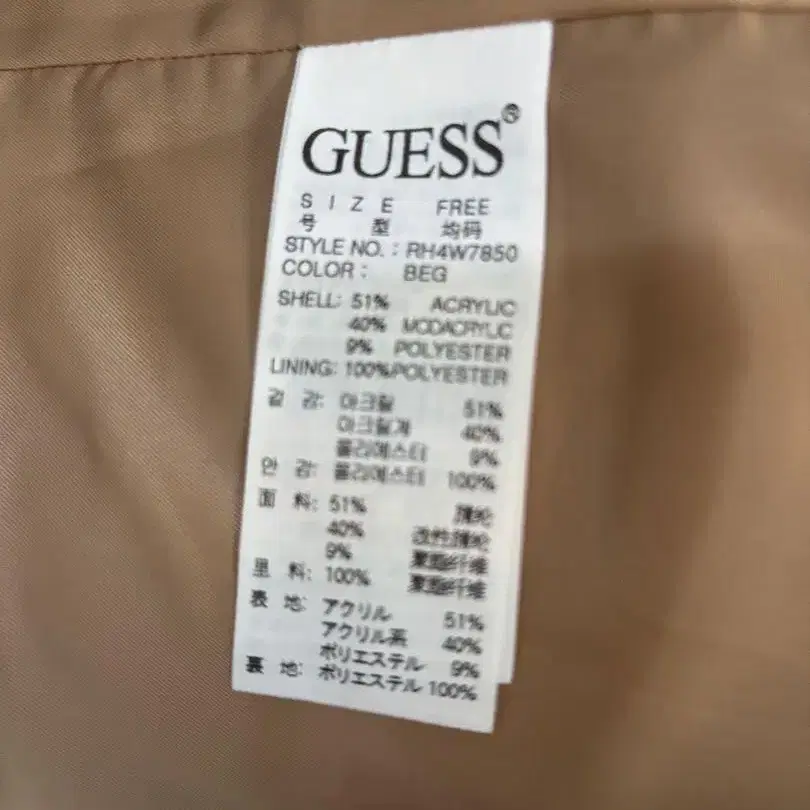 GUESS®
SIZE FREE
号 型 均码
STYLE NO. : RH4W7850
COLOR : BEG
SHELL: 51% ACRYLIC
40% MODACRYLIC
9% POLYESTER
LINING: 100%POLYESTER
겉 감: 아크릴 51%
아크릴계 40%
폴리에스터 9%
안 감: 폴리에스터 100%
面 料: 51% 腈纶
40% 改性腈纶
9% 聚酯纤维
里 料: 100% 聚酯纤维
表 地: アクリル 51%
アクリル系 40%
ポリエステル 9%
裏 地: ポリエステル 100%